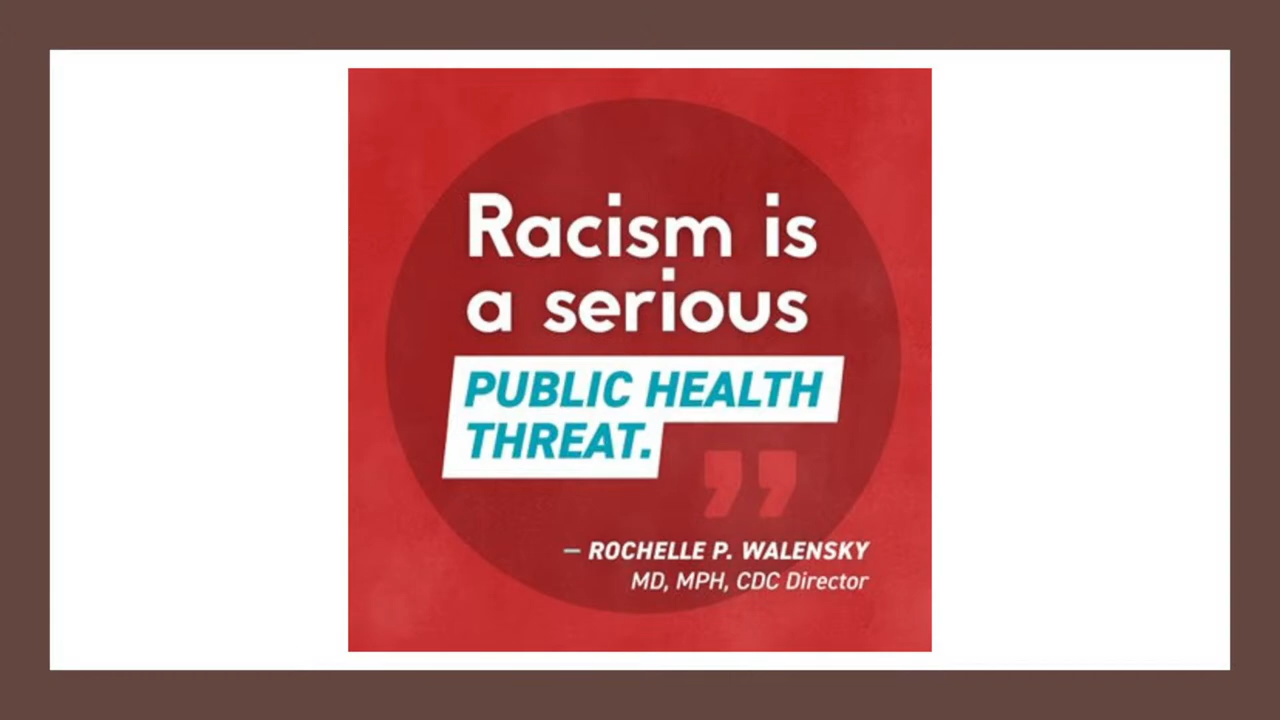 Racism is
a serious
PUBLIC HEALTH
THREAT.
”
– ROCHELLE P. WALENSKY
MD, MPH, CDC Director